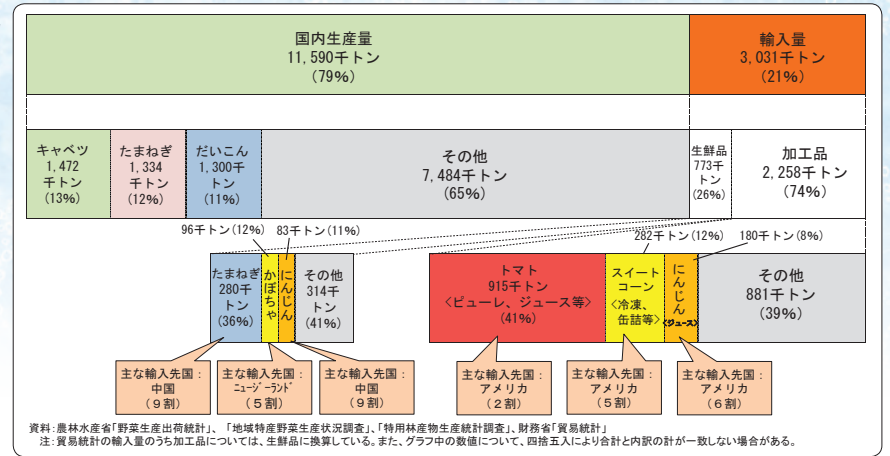 国内生産量
11,590千トン
(79%)
輸入量
3,031千トン
(21%)
キャベツ
1,472
千トン
(13%)
たまねぎ
1,334
千トン
(12%)
だいこん
1,300千
トン
(11%)
その他
7,484千トン
(65%)
生鮮品
773千
トン
(26%)
加工品
2,258千トン
(74%)
96千トン(12%)
83千トン(11%)
282千トン(12%)
180千トン(8%)
たまねぎ
280千
トン
(36%)
かぼちゃ
にんじん
その他
314千
トン
(41%)
トマト
915千トン
<ピューレ、ジュース等>
(41%)
スイート
コーン
<冷凍、
缶詰等>
にんじん
<ジュース>
その他
881千トン
(39%)
主な輸入先国:
中国
(9割)
主な輸入先国:
ニュージーランド
(5割)
主な輸入先国:
中国
(9割)
主な輸入先国:
アメリカ
(2割)
主な輸入先国:
アメリカ
(5割)
主な輸入先国:
アメリカ
(6割)
資料:農林水産省「野菜生産出荷統計」、「地域特産野菜生産状況調査」、「特用林産物生産統計調査」、財務省「貿易統計」
注:貿易統計の輸入量のうち加工品については、生鮮品に換算している。また、グラフ中の数値について、四捨五入により合計と内訳の計が一致しない場合がある。